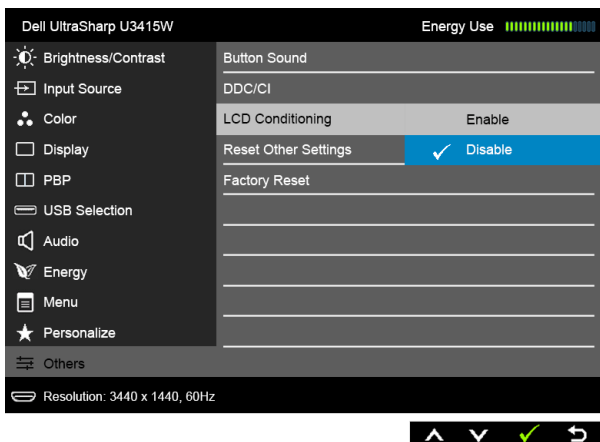 Dell UltraSharp U3415W Energy Use
Brightness/Contrast Button Sound
Input Source DDC/CI
Color LCD Conditioning Enable
Display Reset Other Settings Disable
PBP Factory Reset
USB Selection
Audio
Energy
Menu
Personalize
Others
Resolution: 3440 x 1440, 60Hz